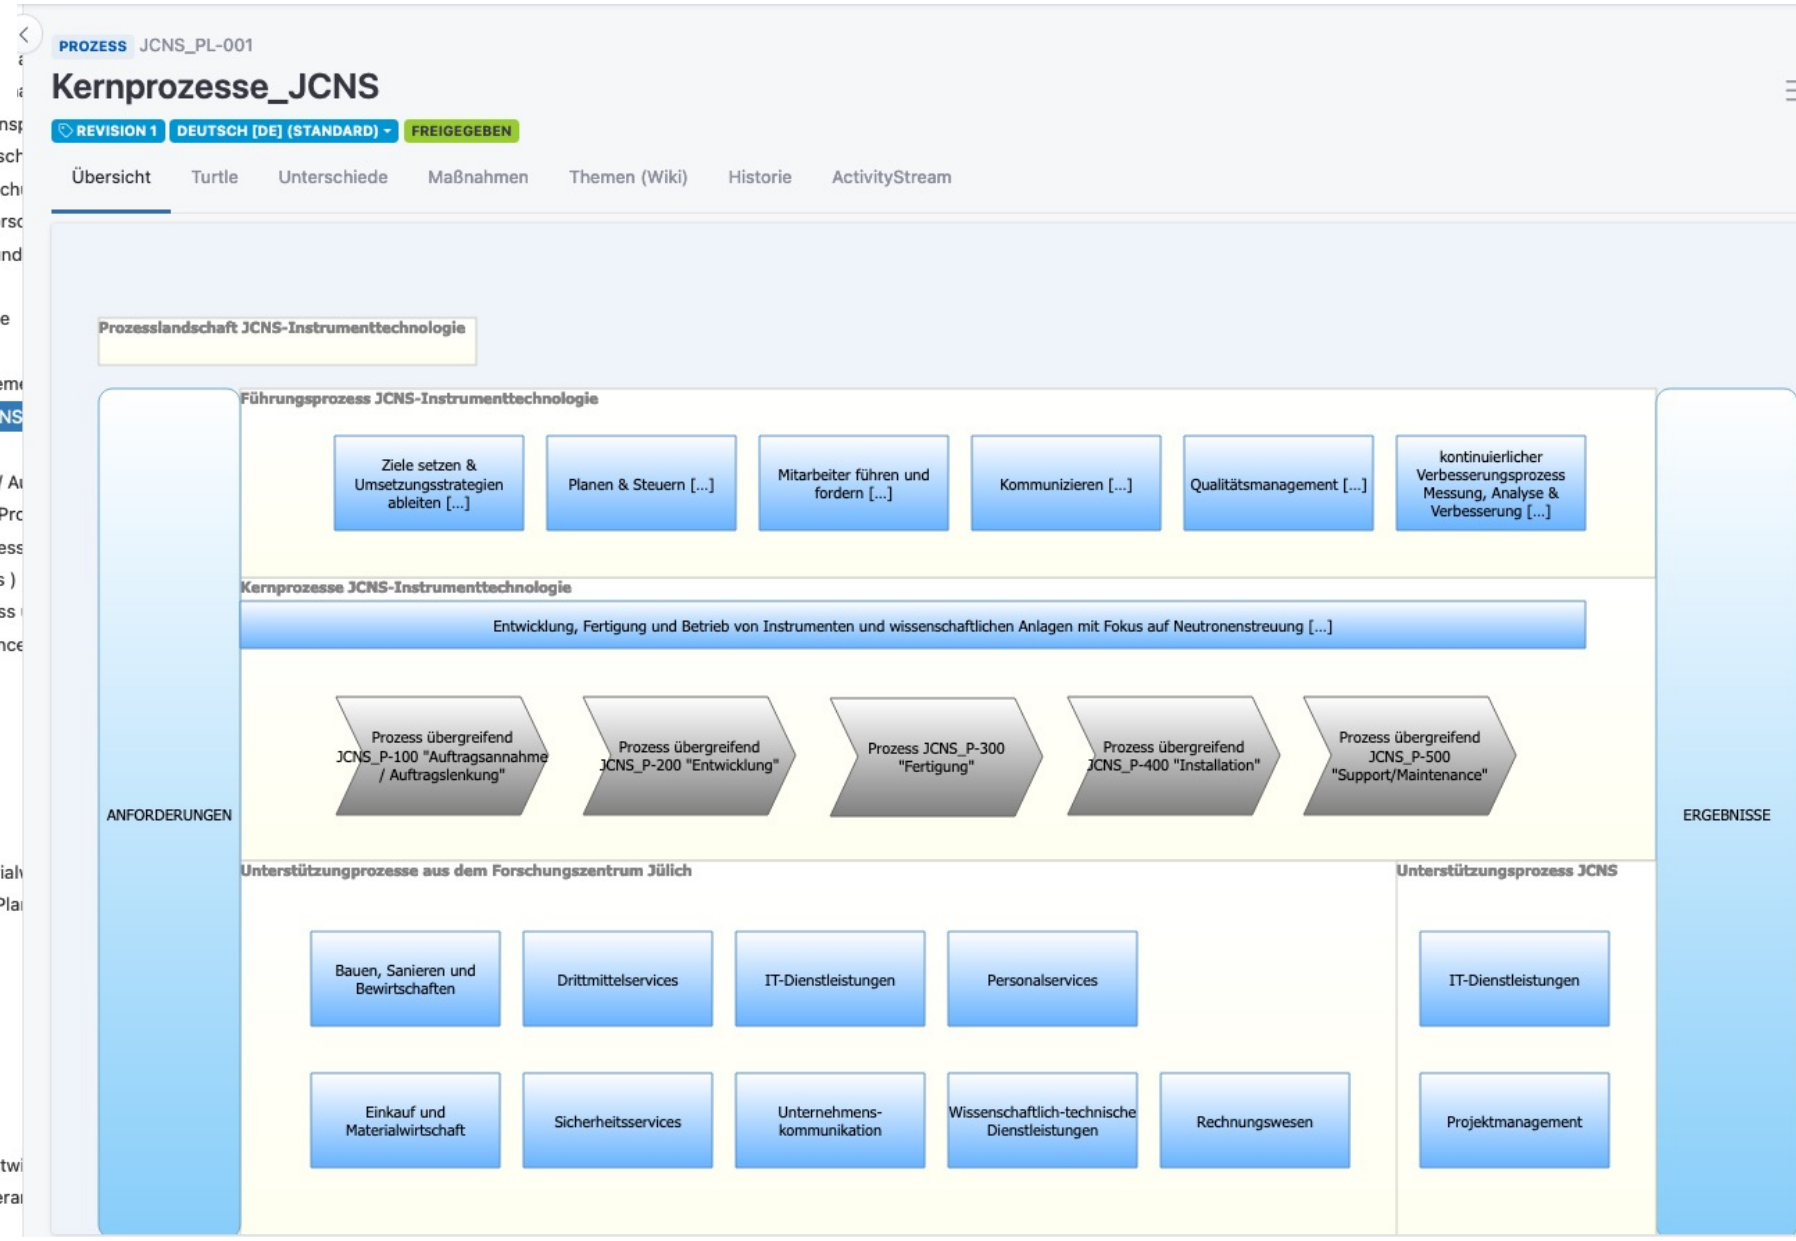 PROZESS JCNS_PL-001
Kernprozesse_JCNS
REVISION 1 DEUTSCH [DE] (STANDARD) FREIGEGEBEN
Übersicht Turtle Unterschiede Maßnahmen Themen (Wiki) Historie ActivityStream
Prozesslandschaft JCNS-Instrumenttechnologie
ANFORDERUNGEN
Führungsprozess JCNS-Instrumenttechnologie
Ziele setzen &
Umsetzungsstrategien
ableiten [...]
Planen & Steuern [...]
Mitarbeiter führen und
fordern [...]
Kommunizieren [...]
Qualitätsmanagement [...]
kontinuierlicher
Verbesserungsprozess
Messung, Analyse &
Verbesserung [...]
Kernprozesse JCNS-Instrumenttechnologie
Entwicklung, Fertigung und Betrieb von Instrumenten und wissenschaftlichen Anlagen mit Fokus auf Neutronenstreuung [...]
Prozess übergreifend
JCNS_P-100 "Auftragsannahme
/ Auftragslenkung"
Prozess übergreifend
JCNS_P-200 "Entwicklung"
Prozess JCNS_P-300
"Fertigung"
Prozess übergreifend
JCNS_P-400 "Installation"
Prozess übergreifend
JCNS_P-500
"Support/Maintenance"
Unterstützungprozesse aus dem Forschungszentrum Jülich
Bauen, Sanieren und
Bewirtschaften
Drittmittelservices
IT-Dienstleistungen
Personalservices
Einkauf und
Materialwirtschaft
Sicherheitsservices
Unternehmens-
kommunikation
Wissenschaftlich-technische
Dienstleistungen
Rechnungswesen
Unterstützungsprozess JCNS
IT-Dienstleistungen
Projektmanagement
ERGEBNISSE